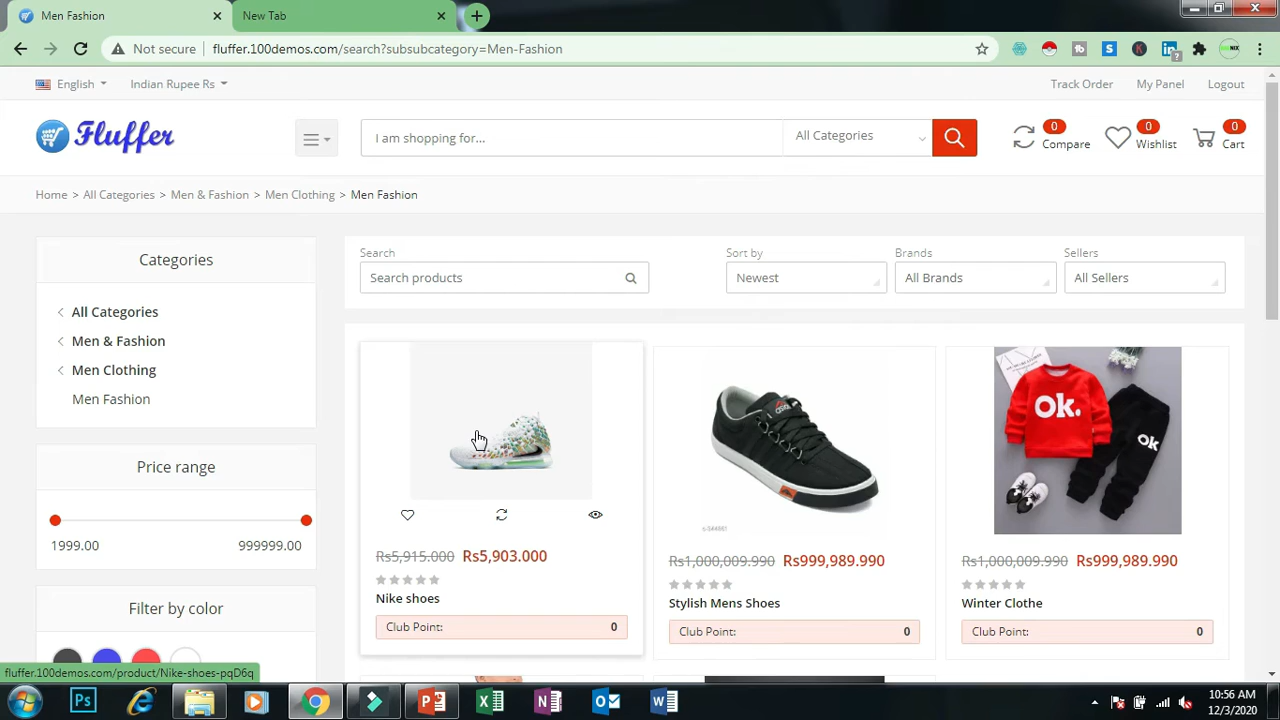 Men Fashion
New Tab
Not secure
fluffer.100demos.com/search?subsubcategory=Men-Fashion
English
Indian Rupee Rs
Track Order
My Panel
Logout
Fluffer
I am shopping for...
All Categories
0
Compare
0
Wishlist
0
Cart
Home > All Categories > Men & Fashion > Men Clothing > Men Fashion
Categories
All Categories
Men & Fashion
Men Clothing
Men Fashion
Price range
1999.00
999999.00
Filter by color
Search
Search products
Sort by
Newest
Brands
All Brands
Sellers
All Sellers
Rs5,915.000 Rs5,903.000
Nike shoes
Club Point: 0
Rs1,000,009.990 Rs999,989.990
Stylish Mens Shoes
Club Point: 0
Ok.
ok
Rs1,000,009.990 Rs999,989.990
Winter Clothe
Club Point: 0
fluffer.100demos.com/product/Nike-shoes-pqD6q
10:56 AM
12/3/2020